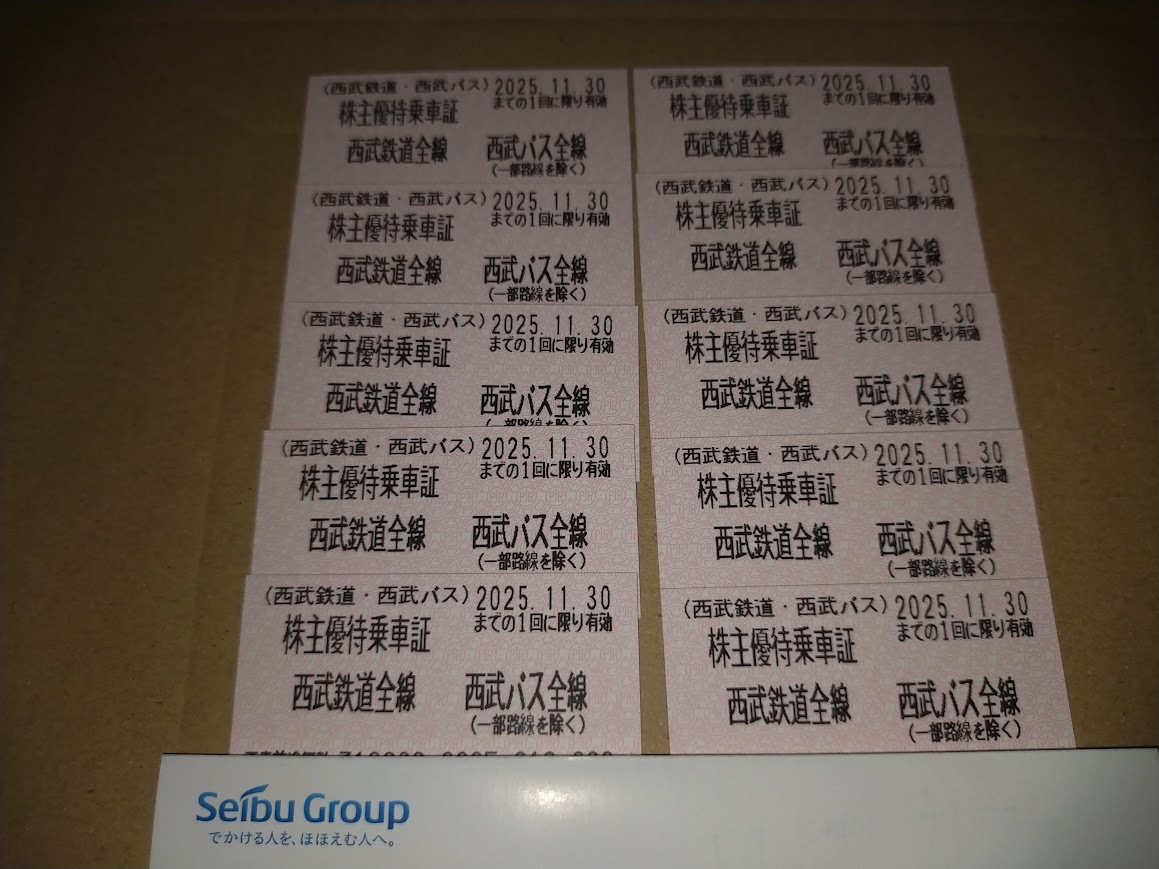 (西武鉄道・西武バス) 2025.11.30
株主優待乗車証 までの1回に限り有効
西武鉄道全線 西武バス全線
(一部路線を除く)
(西武鉄道・西武バス) 2025.11.30
株主優待乗車証 までの1回に限り有効
西武鉄道全線 西武バス全線
(一部路線を除く)
(西武鉄道・西武バス) 2025.11.30
株主優待乗車証 までの1回に限り有効
西武鉄道全線 西武バス全線
(西武鉄道・西武バス) 2025.11.30
株主優待乗車証 までの1回に限り有効
西武鉄道全線 西武バス全線
(一部路線を除く)
(西武鉄道・西武バス) 2025.11.30
株主優待乗車証 までの1回に限り有効
西武鉄道全線 西武バス全線
(一部路線を除く)
(西武鉄道・西武バス) 2025.11.30
株主優待乗車証 までの1回に限り有効
西武鉄道全線 西武バス全線
(一部路線を除く)
(西武鉄道・西武バス) 2025.11.30
株主優待乗車証 までの1回に限り有効
西武鉄道全線 西武バス全線
(一部路線を除く)
(西武鉄道・西武バス) 2025.11.30
株主優待乗車証 までの1回に限り有効
西武鉄道全線 西武バス全線
(一部路線を除く)
(西武鉄道・西武バス) 2025.11.30
株主優待乗車証 までの1回に限り有効
西武鉄道全線 西武バス全線
(一部路線を除く)
(西武鉄道・西武バス) 2025.11.30
株主優待乗車証 までの1回に限り有効
西武鉄道全線 西武バス全線
(一部路線を除く)
Seibu Group
でかける人を、ほほえむ人へ。